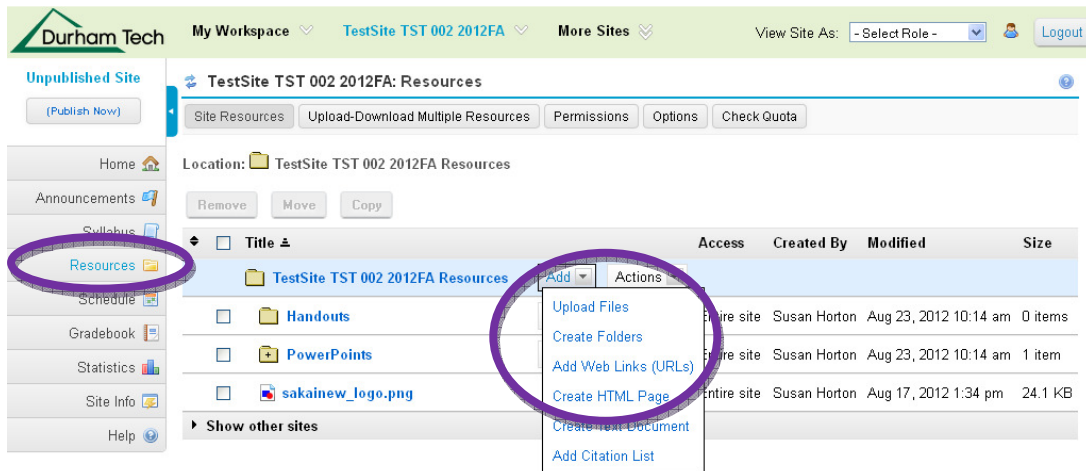 Durham Tech
My Workspace TestSite TST 002 2012FA More Sites View Site As: - Select Role - Logout
Unpublished Site
(Publish Now)
TestSite TST 002 2012FA: Resources
Site Resources Upload-Download Multiple Resources Permissions Options Check Quota
Home
Announcements
Syllabus
Resources
Schedule
Gradebook
Statistics
Site Info
Help
Location: TestSite TST 002 2012FA Resources
Remove Move Copy
Title Access Created By Modified Size
TestSite TST 002 2012FA Resources Add Actions
Handouts Entire site Susan Horton Aug 23, 2012 10:14 am 0 items
PowerPoints Entire site Susan Horton Aug 23, 2012 10:14 am 1 item
sakainew_logo.png Entire site Susan Horton Aug 17, 2012 1:34 pm 24.1 KB
Show other sites
Upload Files
Create Folders
Add Web Links (URLs)
Create HTML Page
Create Text Document
Add Citation List